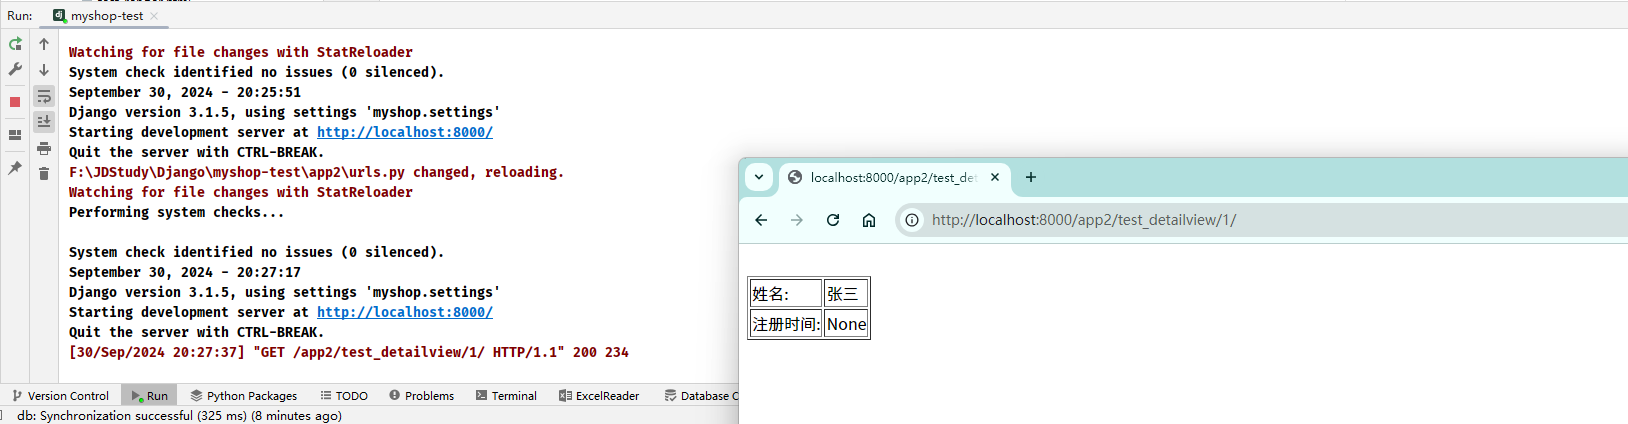 Run:
myshop-test
Watching for file changes with StatReloader
System check identified no issues (0 silenced).
September 30, 2024 - 20:25:51
Django version 3.1.5, using settings 'myshop.settings'
Starting development server at http://localhost:8000/
Quit the server with CTRL-BREAK.
F:\JDStudy\Django\myshop-test\app2\urls.py changed, reloading.
Watching for file changes with StatReloader
Performing system checks...
System check identified no issues (0 silenced).
September 30, 2024 - 20:27:17
Django version 3.1.5, using settings 'myshop.settings'
Starting development server at http://localhost:8000/
Quit the server with CTRL-BREAK.
[30/Sep/2024 20:27:37] "GET /app2/test_detailview/1/ HTTP/1.1" 200 234
Version Control
Run
Python Packages
TODO
Problems
Terminal
ExcelReader
Database C
db: Synchronization successful (325 ms) (8 minutes ago)
localhost:8000/app2/test_det
http://localhost:8000/app2/test_detailview/1/
姓名: 张三
注册时间: None